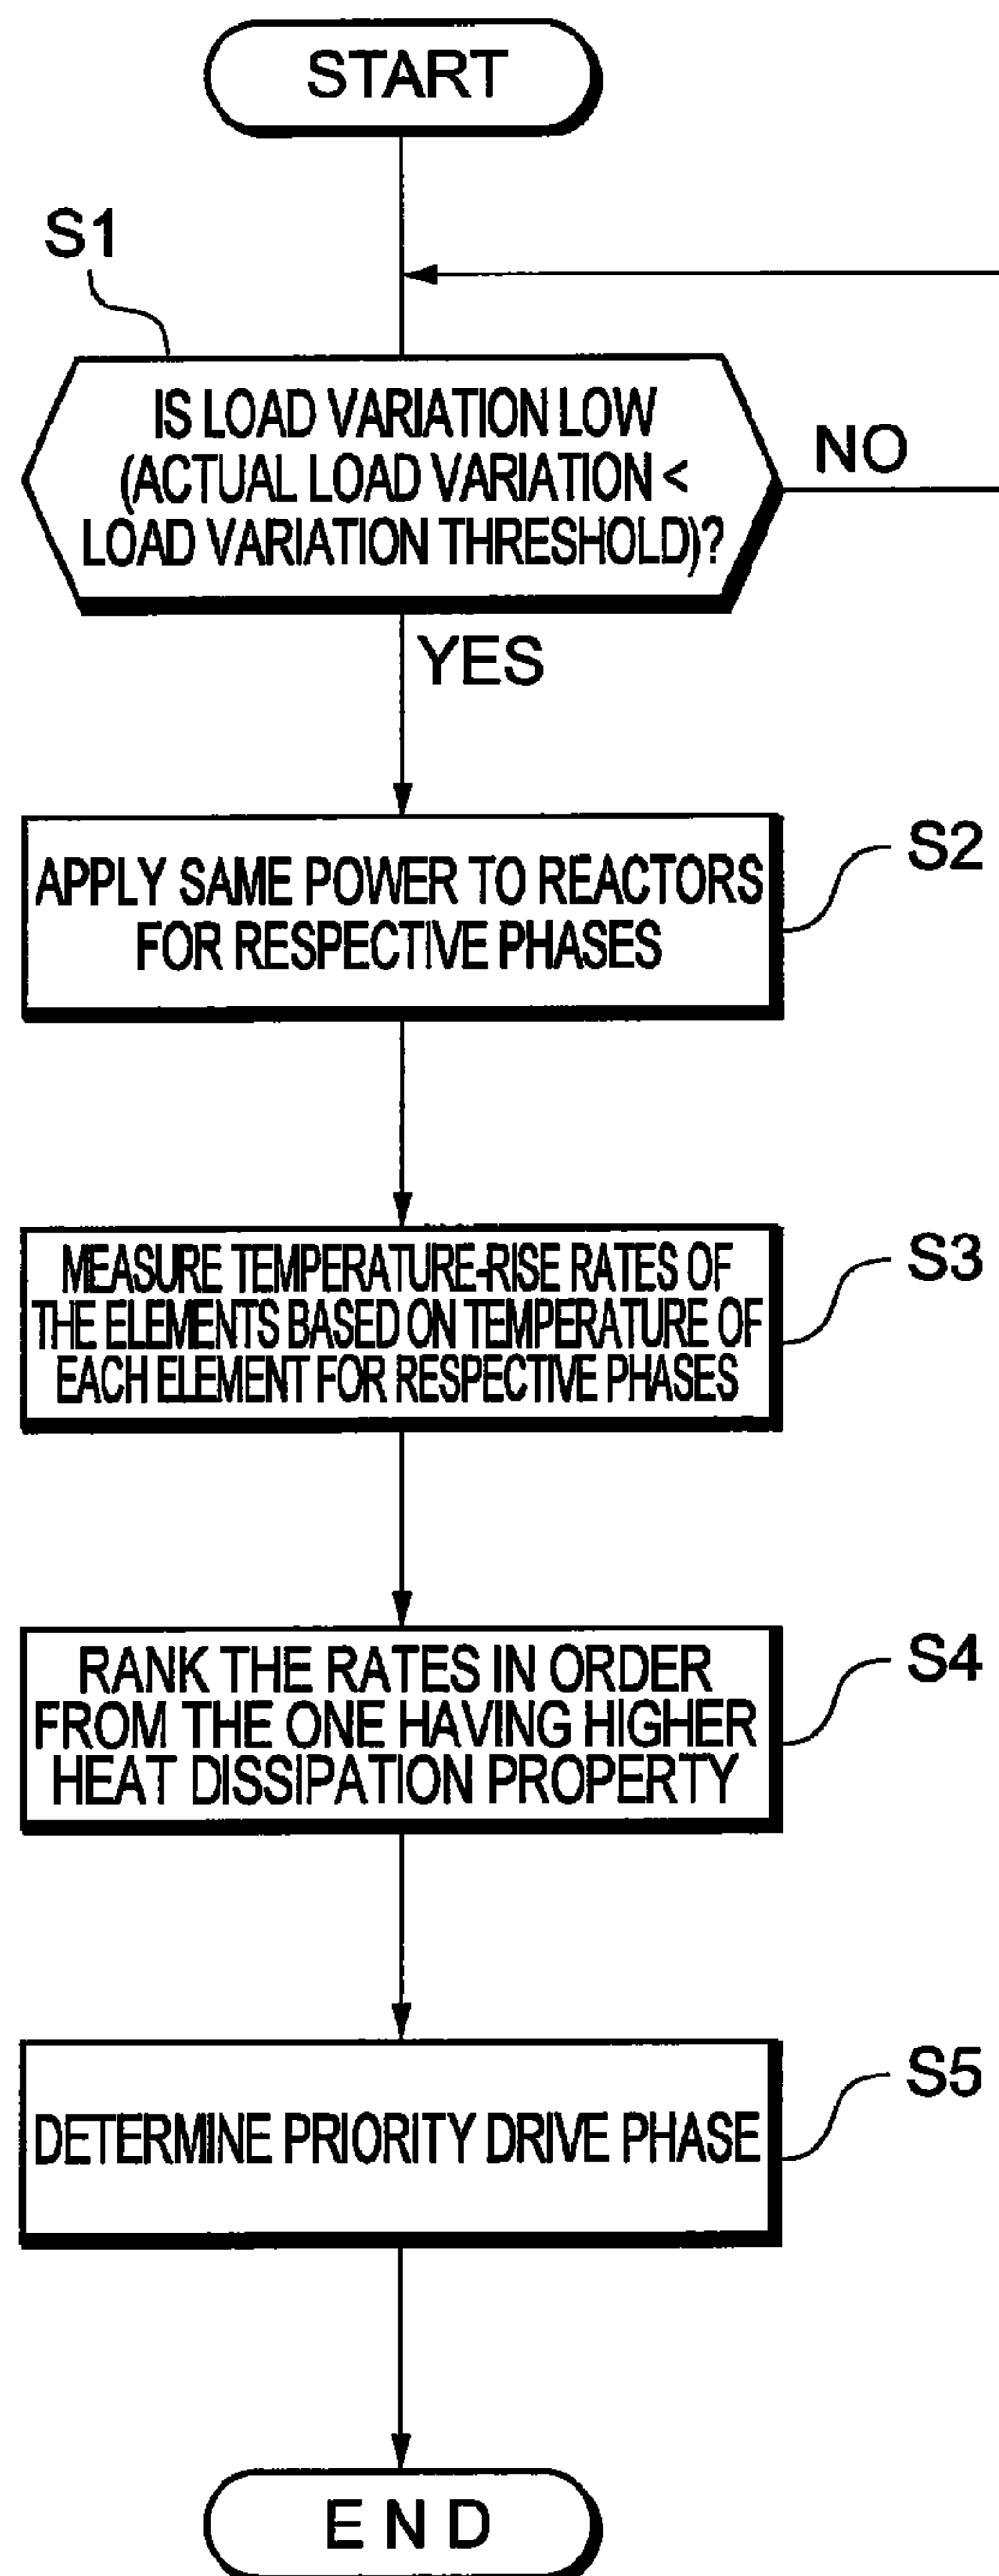 START
S1
IS LOAD VARIATION LOW
(ACTUAL LOAD VARIATION <
LOAD VARIATION THRESHOLD)?
NO
YES
S2
APPLY SAME POWER TO REACTORS
FOR RESPECTIVE PHASES
S3
MEASURE TEMPERATURE-RISE RATES OF
THE ELEMENTS BASED ON TEMPERATURE OF
EACH ELEMENT FOR RESPECTIVE PHASES
S4
RANK THE RATES IN ORDER
FROM THE ONE HAVING HIGHER
HEAT DISSIPATION PROPERTY
S5
DETERMINE PRIORITY DRIVE PHASE
END